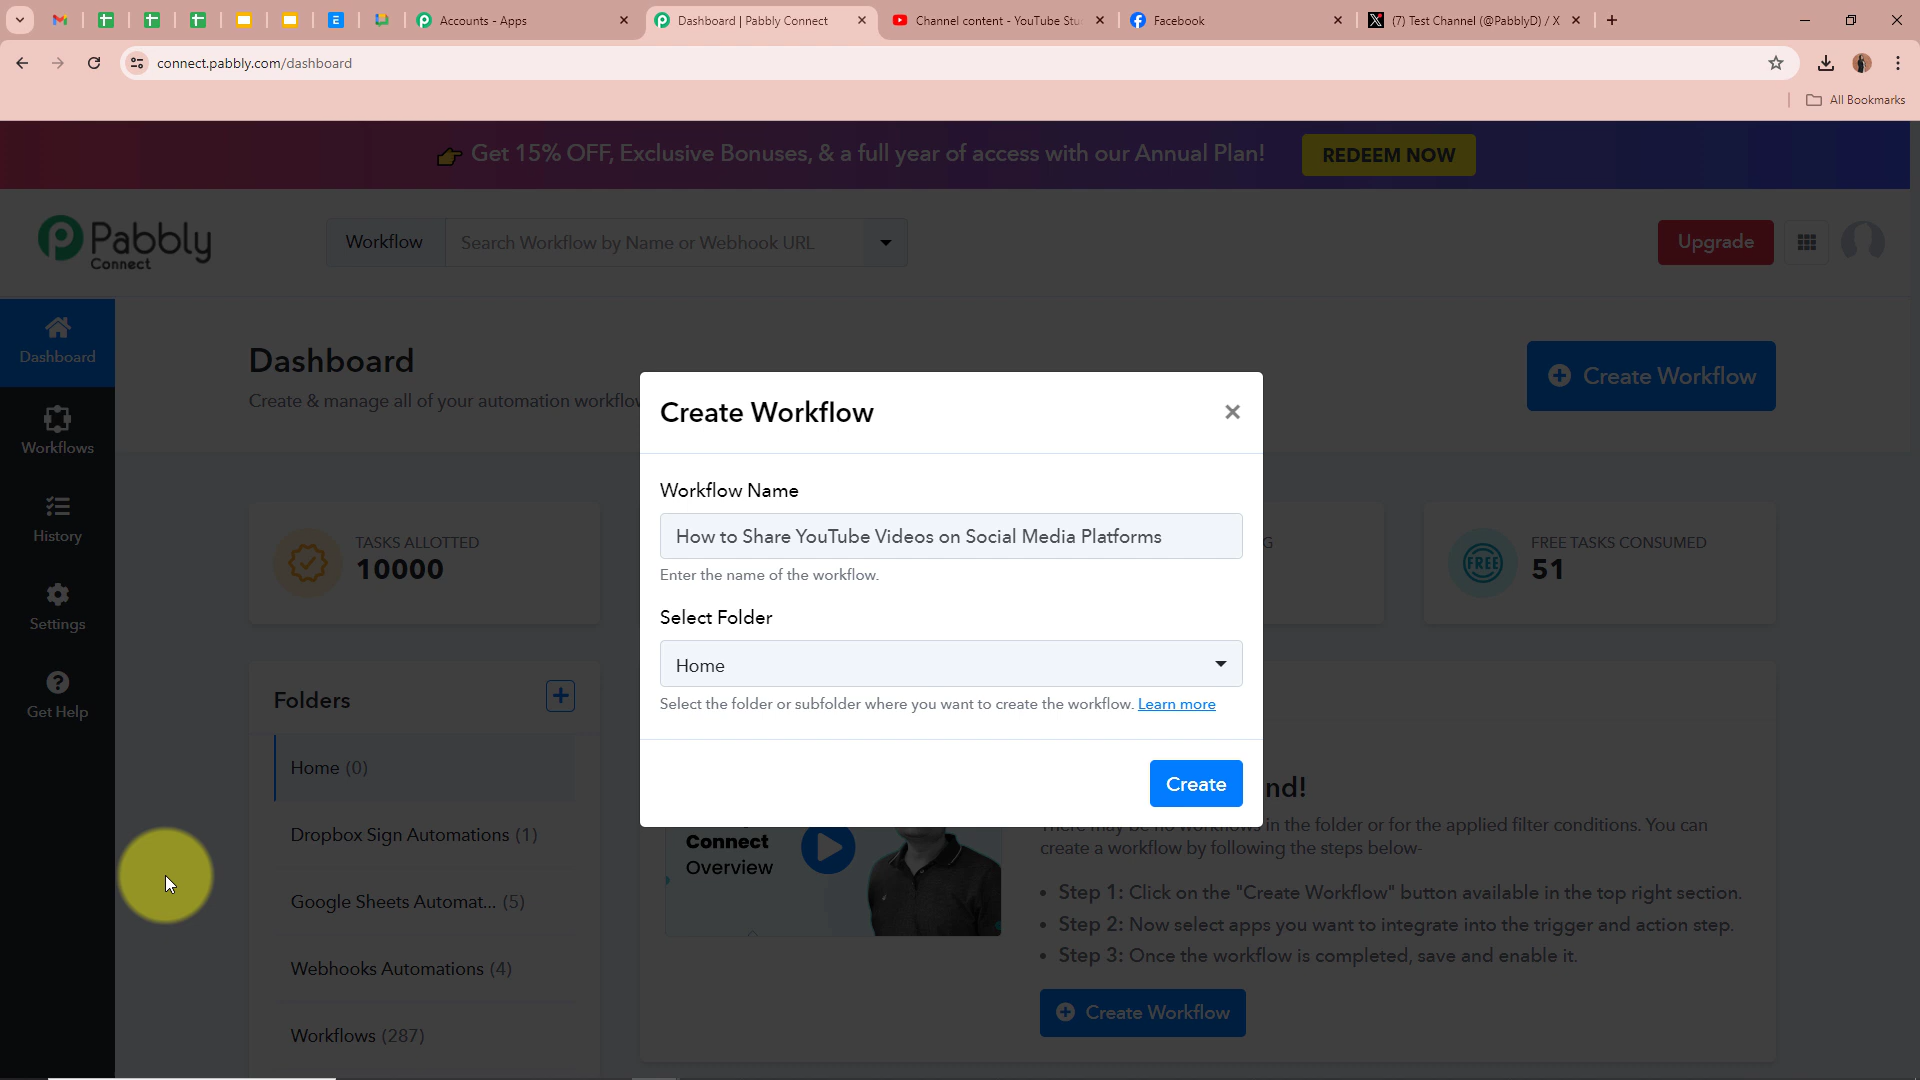 Accounts - Apps
Dashboard | Pabbly Connect
Channel content - YouTube Stu
Facebook
(7) Test Channel (@PabblyD) / X
connect.pabbly.com/dashboard
All Bookmarks
Get 15% OFF, Exclusive Bonuses, & a full year of access with our Annual Plan!
REDEEM NOW
Pabbly
Connect
Workflow
Search Workflow by Name or Webhook URL
Upgrade
Dashboard
Workflows
History
Settings
Get Help
Dashboard
Create & manage all of your automation workflow
Create Workflow
TASKS ALLOTTED
10000
G
FREE
FREE TASKS CONSUMED
51
Create Workflow
Workflow Name
How to Share YouTube Videos on Social Media Platforms
Enter the name of the workflow.
Select Folder
Home
Select the folder or subfolder where you want to create the workflow. Learn more
Create
Folders
Home (0)
Dropbox Sign Automations (1)
Google Sheets Automat... (5)
Webhooks Automations (4)
Workflows (287)
Connect
Overview
nd!
There may be no workflows in the folder or for the applied filter conditions. You can
create a workflow by following the steps below-
• Step 1: Click on the "Create Workflow" button available in the top right section.
• Step 2: Now select apps you want to integrate into the trigger and action step.
• Step 3: Once the workflow is completed, save and enable it.
Create Workflow